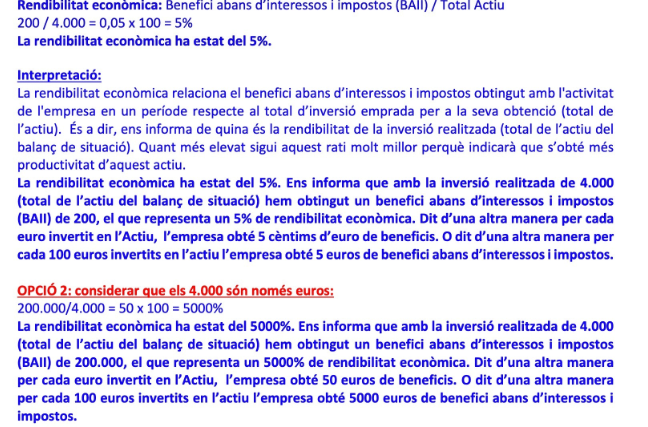 Rendibilitat econòmica: Benefici abans d'interessos i impostos (BAII) / Total Actiu
200 / 4.000 = 0,05 x 100 = 5%
La rendibilitat econòmica ha estat del 5%.
Interpretació:
La rendibilitat econòmica relaciona el benefici abans d'interessos i impostos obtingut amb l'activitat
de l'empresa en un període respecte al total d'inversió emprada per a la seva obtenció (total de
l'actiu). És a dir, ens informa de quina és la rendibilitat de la inversió realitzada (total de l'actiu del
balanç de situació). Quant més elevat sigui aquest rati molt millor perquè indicarà que s'obté més
productivitat d'aquest actiu.
La rendibilitat econòmica ha estat del 5%. Ens informa que amb la inversió realitzada de 4.000
(total de l'actiu del balanç de situació) hem obtingut un benefici abans d'interessos i impostos
(BAII) de 200, el que representa un 5% de rendibilitat econòmica. Dit d'una altra manera per cada
euro invertit en l'Actiu, l'empresa obté 5 cèntims d'euro de beneficis. O dit d'una altra manera per
cada 100 euros invertits en l'actiu l'empresa obté 5 euros de benefici abans d'interessos i impostos.
OPCIÓ 2: considerar que els 4.000 són només euros:
200.000/4.000 = 50 x 100 = 5000%
La rendibilitat econòmica ha estat del 5000%. Ens informa que amb la inversió realitzada de 4.000
(total de l'actiu del balanç de situació) hem obtingut un benefici abans d'interessos i impostos
(BAII) de 200.000, el que representa un 5000% de rendibilitat econòmica. Dit d'una altra manera
per cada euro invertit en l'Actiu, l'empresa obté 50 euros de beneficis. O dit d'una altra manera
per cada 100 euros invertits en l'actiu l'empresa obté 5000 euros de benefici abans d'interessos i
impostos.